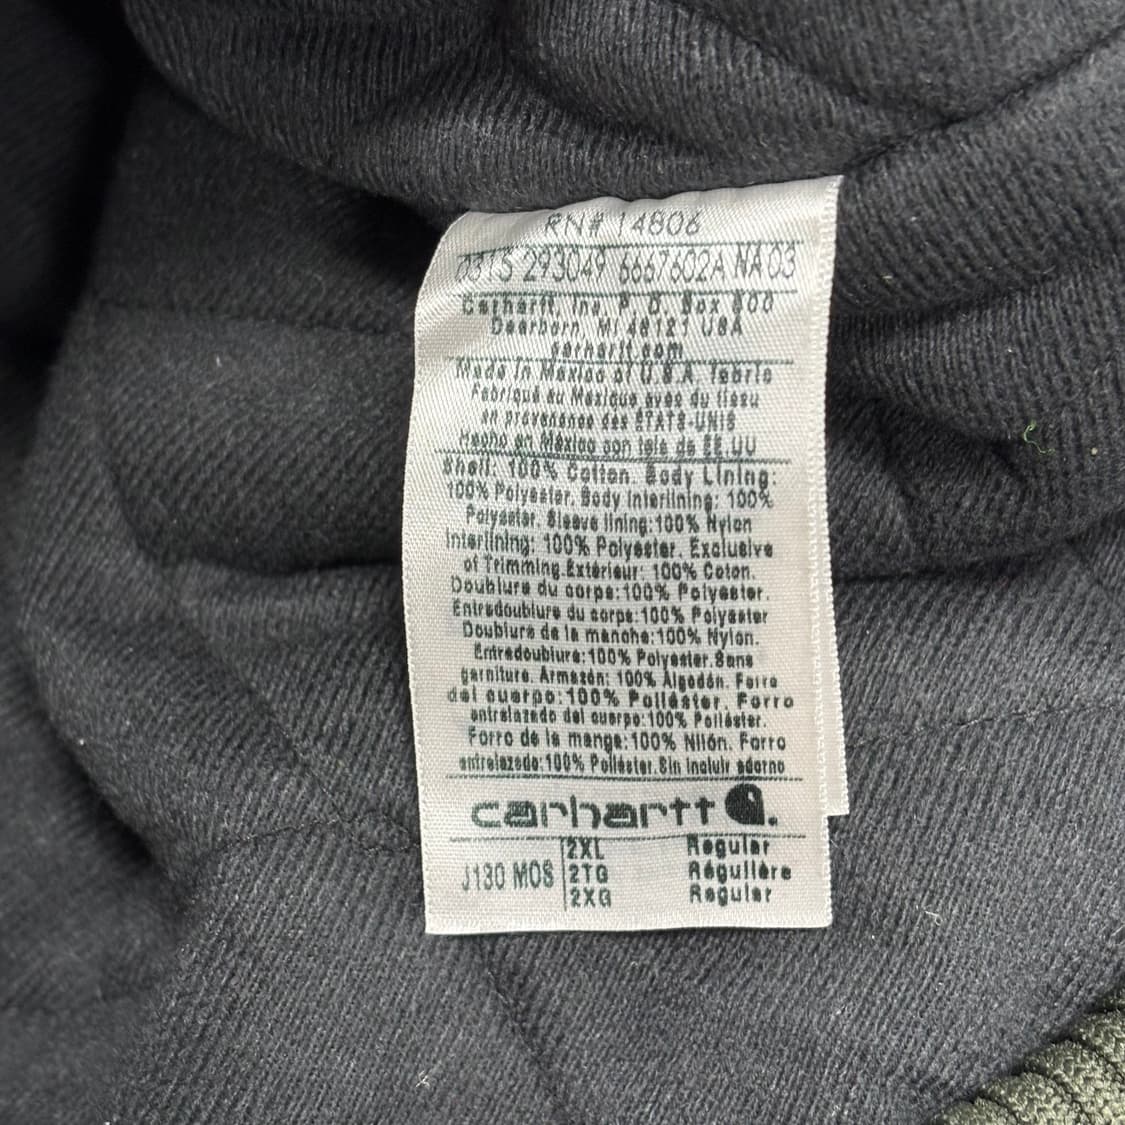 RN# 14806
0315 293049 6667602A NA 03
Carhartt, Inc. P. O. Box 600
Dearborn, MI 48121 USA
carhartt.com
Made in Mexico of U.S.A. fabric
Fabriqué au Mexique avec du tissu
en provenance des ÉTATS-UNIS
Hecho en México con tela de EE.UU
Shell: 100% Cotton. Body Lining:
100% Polyester. Body Interlining: 100%
Polyester. Sleeve lining:100% Nylon
Interlining: 100% Polyester. Exclusive
of Trimming.Extérieur: 100% Coton.
Doublure du corps:100% Polyester.
Entredoublure du corps:100% Polyester
Doublure de la manche:100% Nylon.
Entredoublure:100% Polyester.Sans
garniture. Armazón: 100% Algodón. Forro
del cuerpo:100% Poliéster. Forro
entrelazado del cuerpo:100% Poliéster.
Forro de la manga:100% Nilón. Forro
entrelazado:100% Poliéster.Sin incluir adorno
carhartt
J130 MOS
2XL Regular
2TG Régulière
2XG Regular